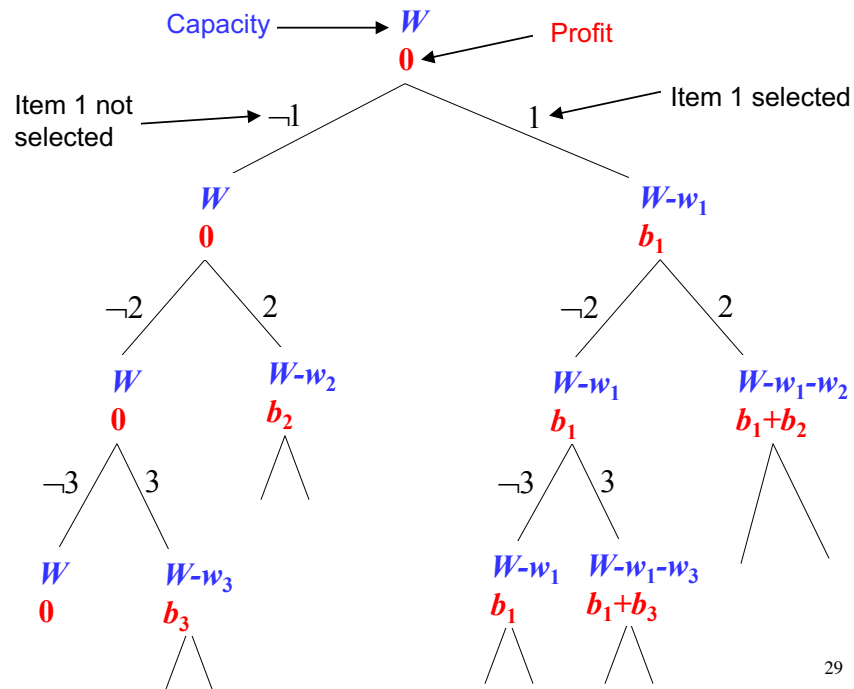 Capacity
W
Profit
0
Item 1 not
selected
¬1
1
Item 1 selected
W
0
W-w₁
b₁
¬2
2
¬2
2
W
0
W-w₂
b₂
W-w₁
b₁
W-w₁-w₂
b₁+b₂
¬3
3
¬3
3
W
0
W-w₃
b₃
W-w₁
b₁
W-w₁-w₃
b₁+b₃
29